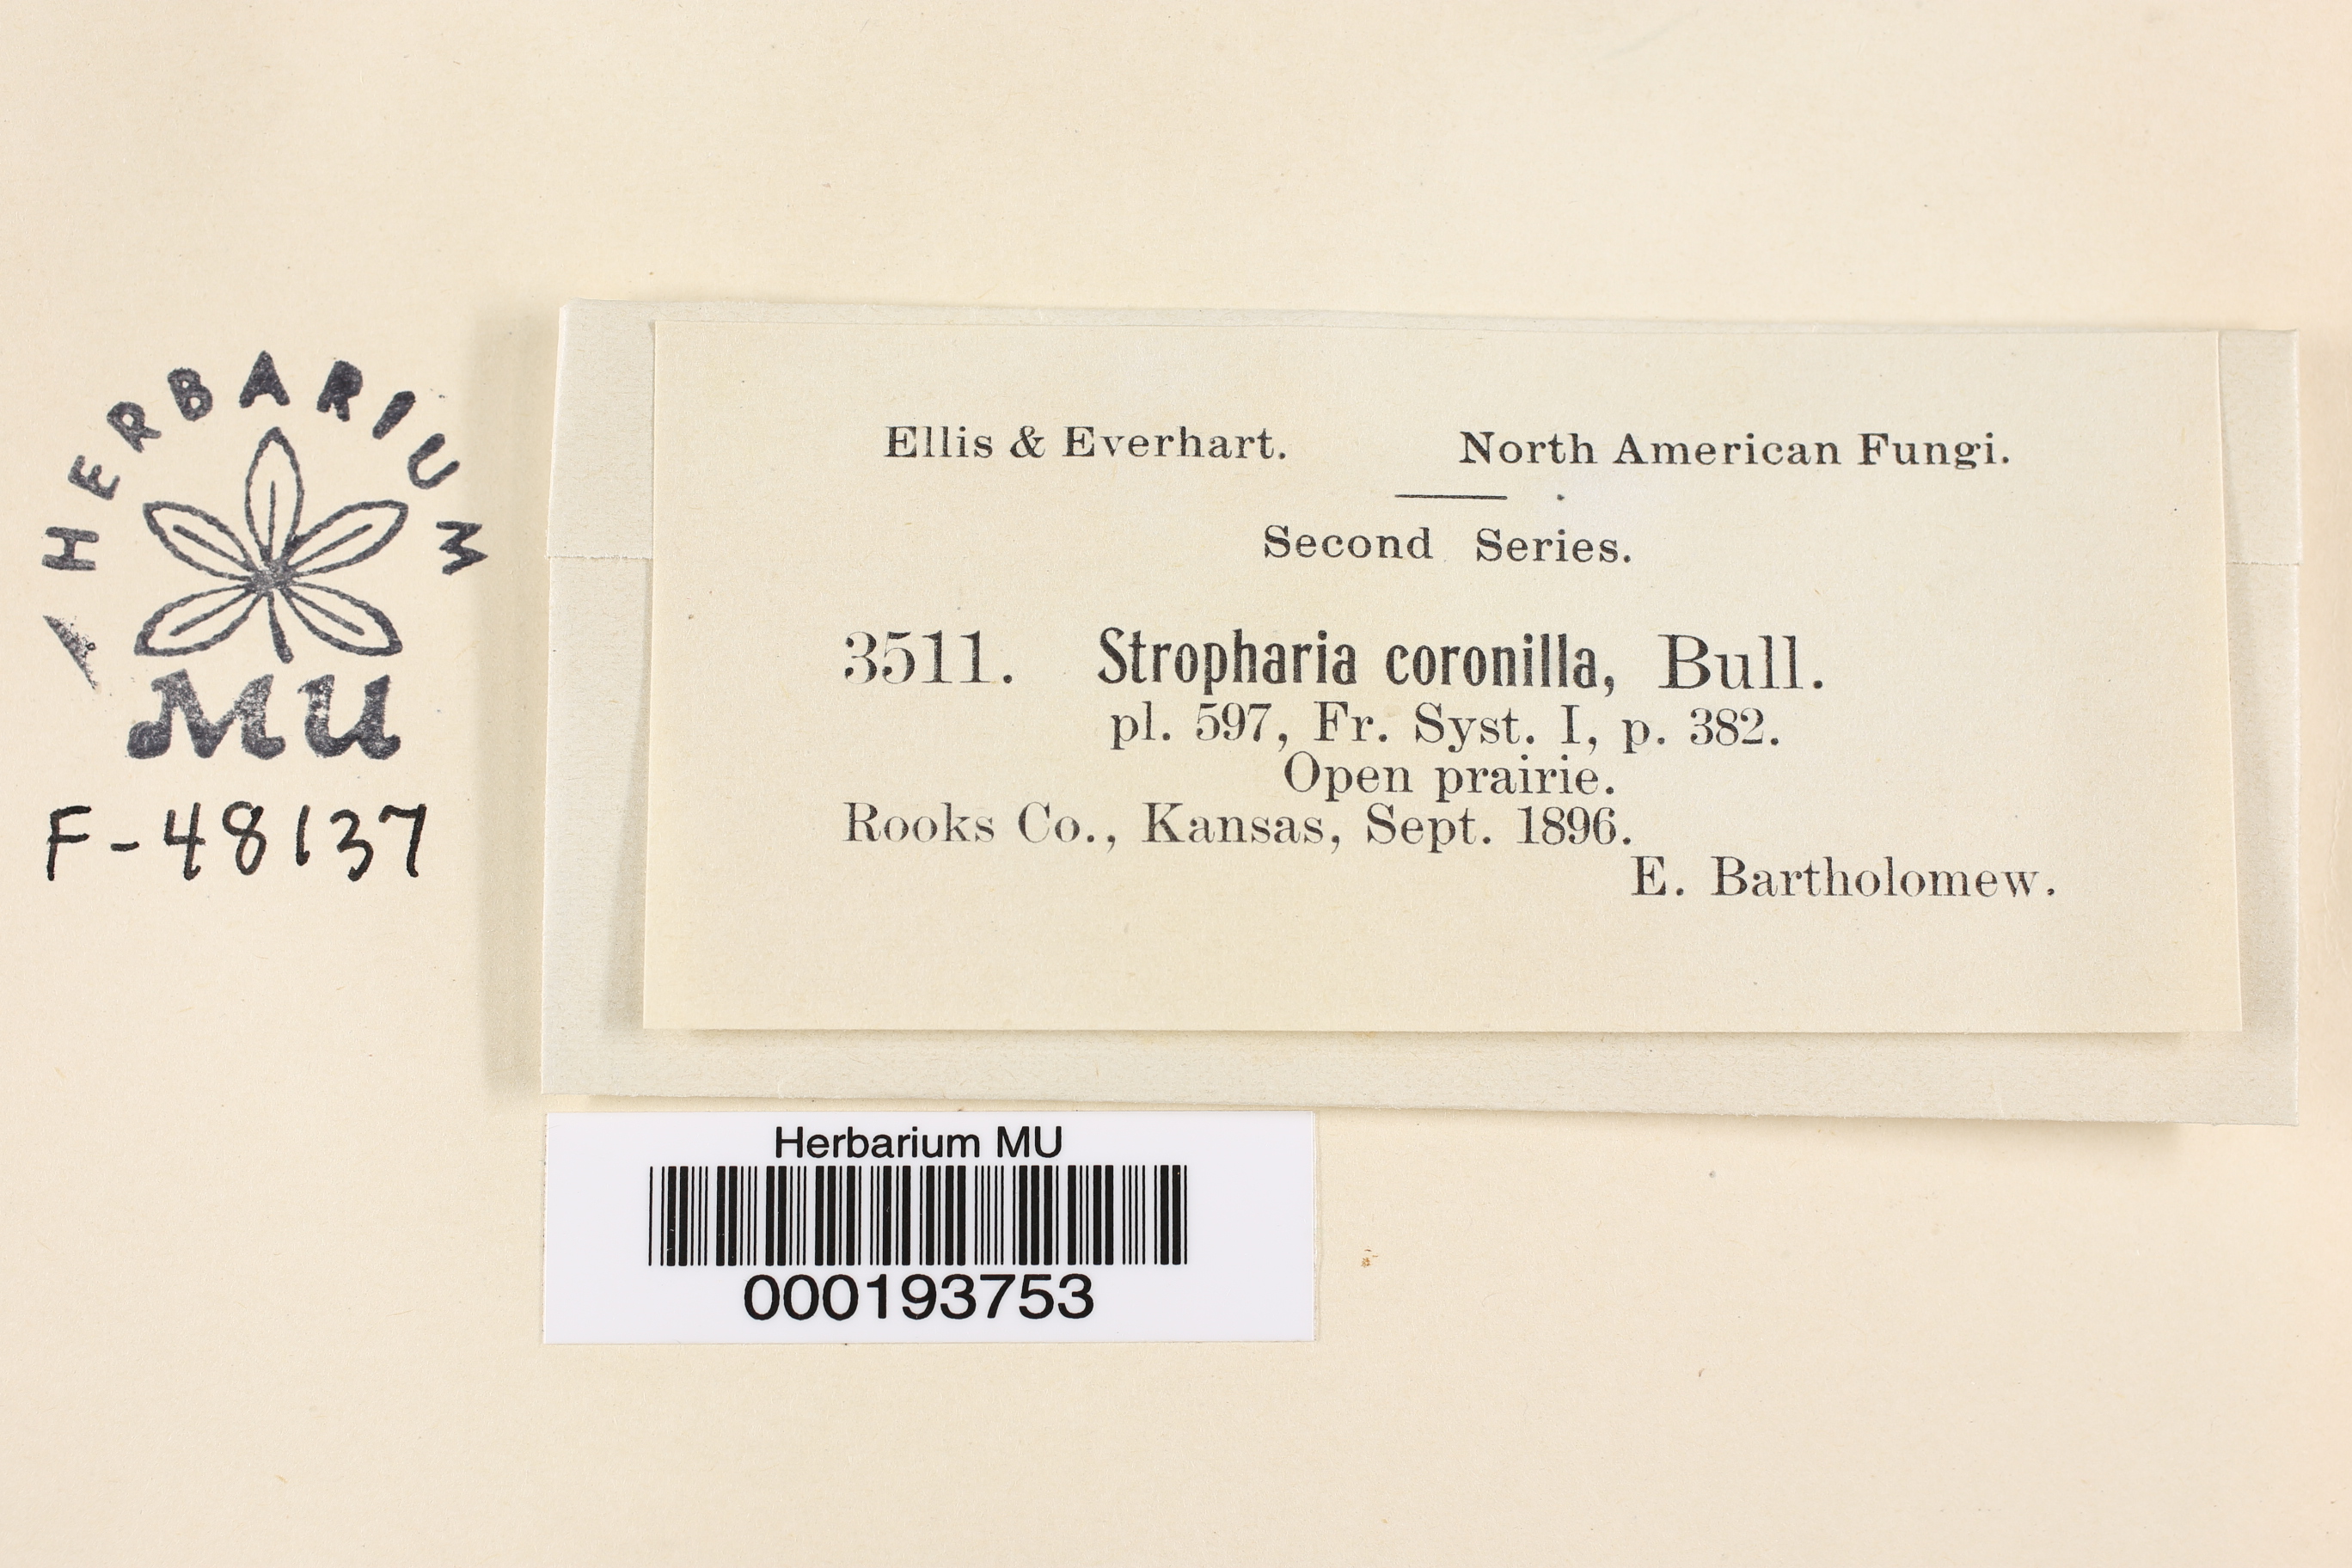 HERBARIUM
MU
F-48137
Ellis & Everhart. North American Fungi.
Second Series.
3511. Stropharia coronilla, Bull.
pl. 597, Fr. Syst. I, p. 382.
Open prairie.
Rooks Co., Kansas, Sept. 1896.
E. Bartholomew.
Herbarium MU
000193753